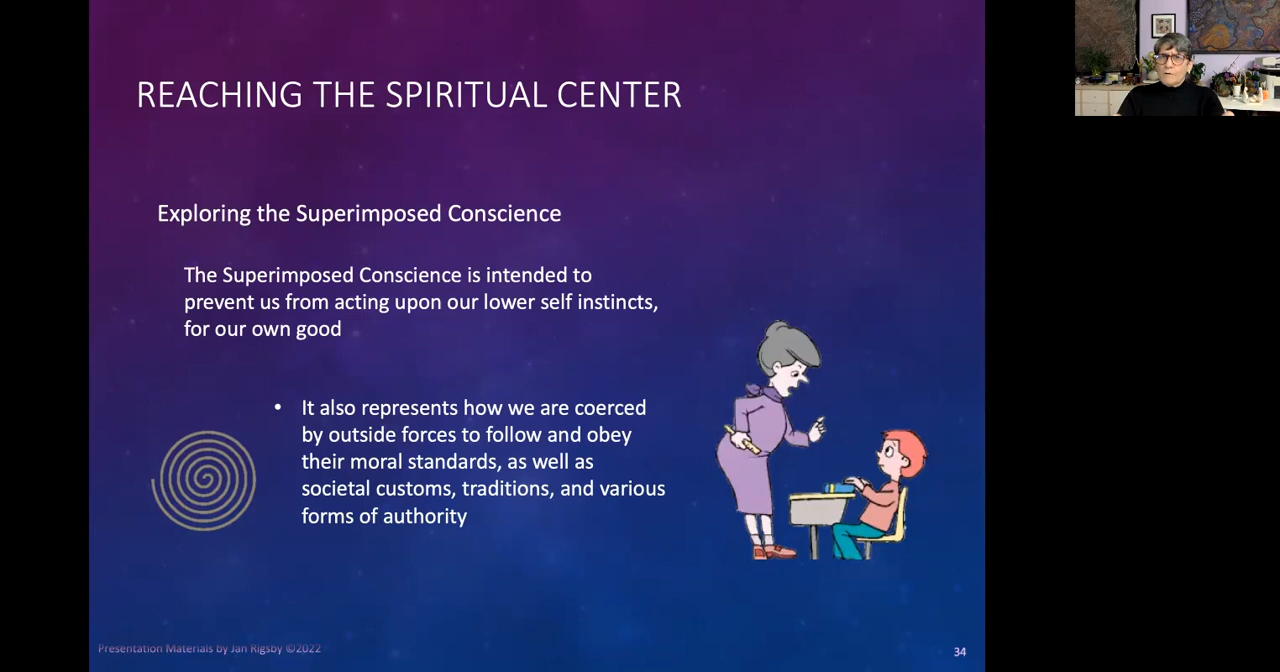 REACHING THE SPIRITUAL CENTER
Exploring the Superimposed Conscience
The Superimposed Conscience is intended to
prevent us from acting upon our lower self instincts,
for our own good
• It also represents how we are coerced
by outside forces to follow and obey
their moral standards, as well as
societal customs, traditions, and various
forms of authority
Presentation Materials by Jan Rigsby ©2022
34